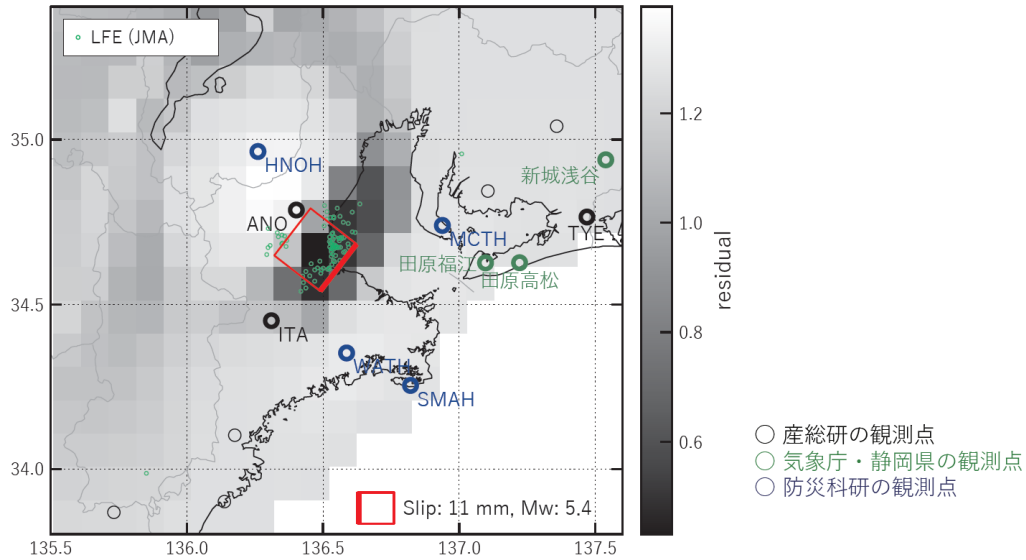 LFE (JMA)
35.0
34.5
34.0
135.5
136.0
136.5
137.0
137.5
HNOH
ANO
ITA
WATH
SMAH
MCTH
新城浅谷
TYE
田原福江
田原高松
Slip: 11 mm, Mw: 5.4
1.2
1.0
0.8
0.6
residual
産総研の観測点
気象庁・静岡県の観測点
防災科研の観測点